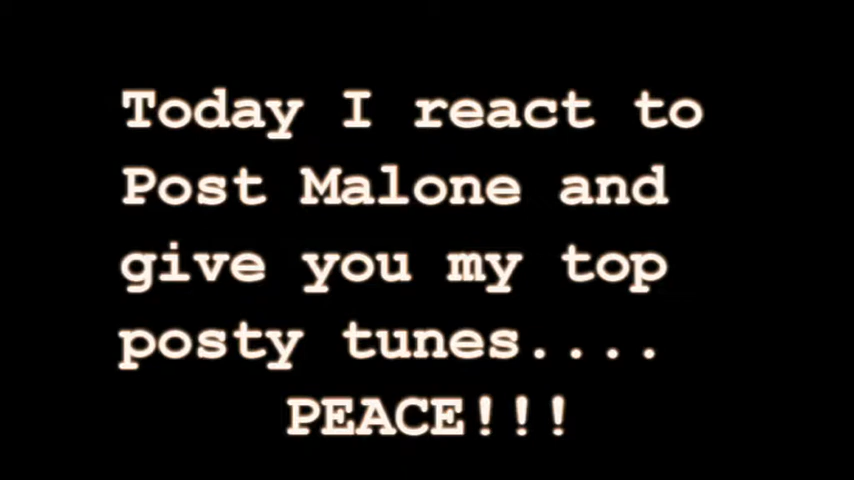 Today I react to
Post Malone and
give you my top
posty tunes....
PEACE!!!